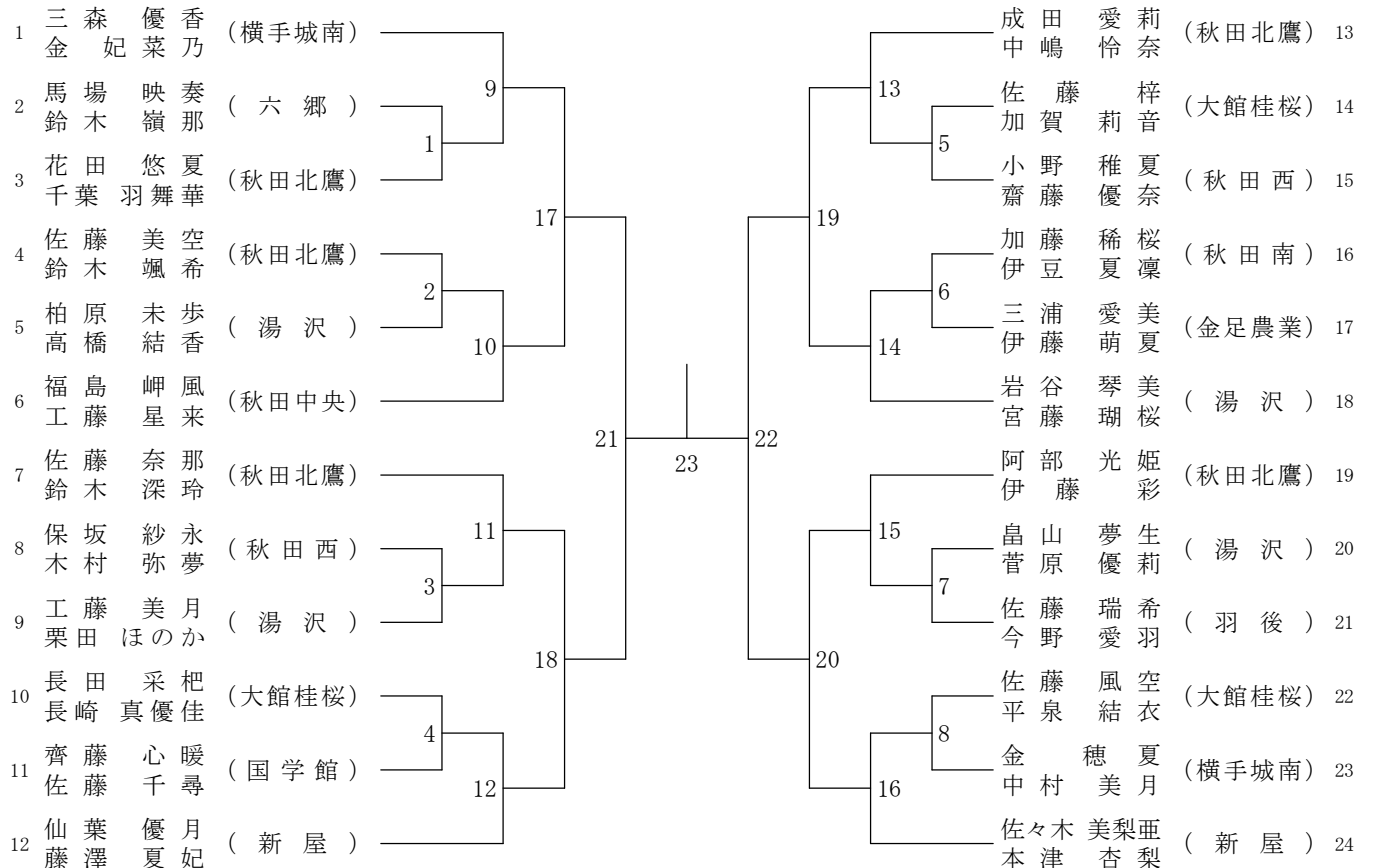 1 三森 優香 (横手城南)
金 妃菜乃
2 馬場 映奏 (六郷)
鈴木 嶺那
3 花田 悠夏 (秋田北鷹)
千葉 羽舞華
4 佐藤 美空 (秋田北鷹)
鈴木 颯希
5 柏原 未歩 (湯沢)
高橋 結香
6 福島 岬風 (秋田中央)
工藤 星来
7 佐藤 奈那 (秋田北鷹)
鈴木 深玲
8 保坂 紗永 (秋田西)
木村 弥夢
9 工藤 美月 (湯沢)
栗田 ほのか
10 長田 采杷 (大館桂桜)
長崎 真優佳
11 齊藤 心暖 (国学館)
佐藤 千尋
12 仙葉 優月 (新屋)
藤澤 夏妃
9
1
17
2
10
21
11
3
18
4
12
23
22
13
5
19
6
14
15
7
20
8
16
成田 愛莉 (秋田北鷹) 13
中嶋 怜奈
佐藤 梓 (大館桂桜) 14
加賀 莉音
小野 稚夏 (秋田西) 15
齋藤 優奈
加藤 稀桜 (秋田南) 16
伊豆 夏凜
三浦 愛美 (金足農業) 17
伊藤 萌夏
岩谷 琴美 (湯沢) 18
宮藤 瑚桜
阿部 光姫 (秋田北鷹) 19
伊藤 彩
畠山 夢生 (湯沢) 20
菅原 優莉
佐藤 瑞希 (羽後) 21
今野 愛羽
佐藤 風空 (大館桂桜) 22
平泉 結衣
金 穂夏 (横手城南) 23
中村 美月
佐々木 美梨亜 (新屋) 24
本津 杏梨